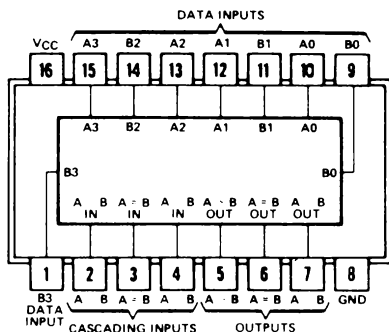 DATA INPUTS
VCC A3 B2 A2 A1 B1 A0 B0
16 15 14 13 12 11 10 9
A3 B2 A2 A1 B1 A0
B3 B0
A B A = B A B A B A = B A B
IN IN IN OUT OUT OUT
1 2 3 4 5 6 7 8
B3 DATA INPUT
A B A = B A B A B A = B A B
GND
CASCADING INPUTS OUTPUTS